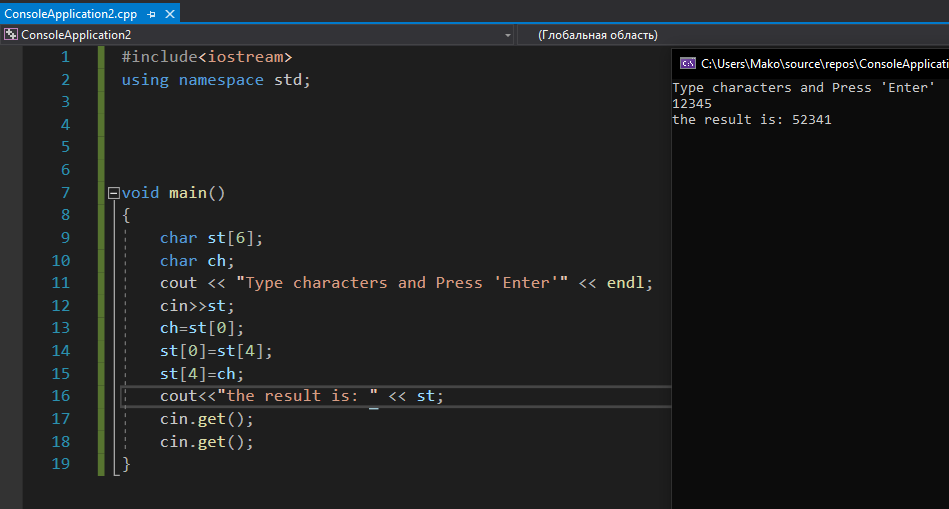 ConsoleApplication2.cpp
ConsoleApplication2 (Глобальная область)
1 #include<iostream>
2 using namespace std;
3
4
5
6
7 void main()
8 {
9 char st[6];
10 char ch;
11 cout << "Type characters and Press 'Enter'" << endl;
12 cin>>st;
13 ch=st[0];
14 st[0]=st[4];
15 st[4]=ch;
16 cout<<"the result is: " << st;
17 cin.get();
18 cin.get();
19 }
C:\Users\Mako\source\repos\ConsoleApplicati
Type characters and Press 'Enter'
12345
the result is: 52341